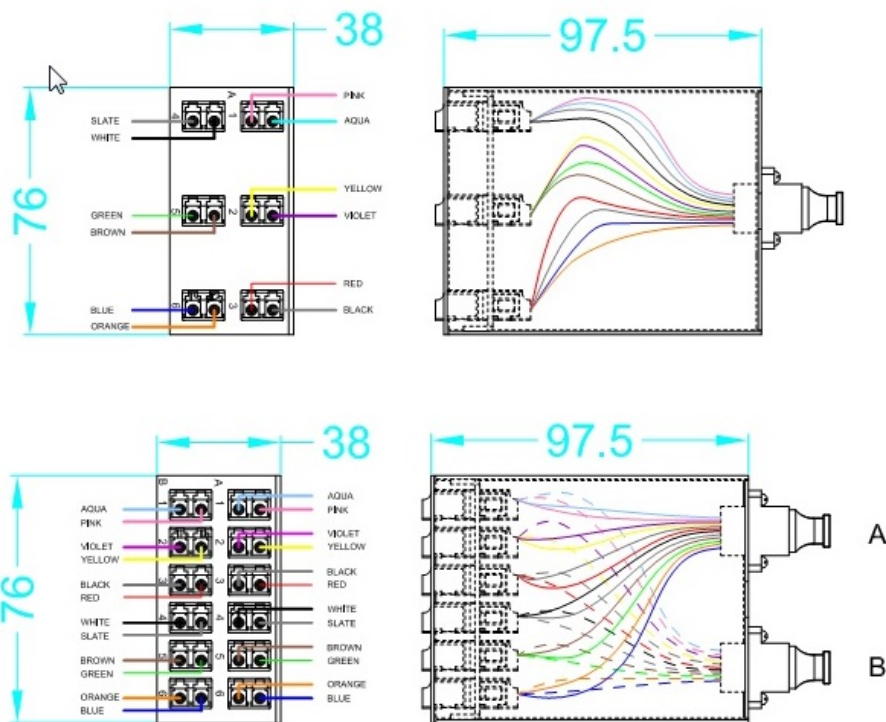 38
97.5
76
A
PINK
4
1
SLATE
AQUA
WHITE
YELLOW
GREEN
5
2
VIOLET
BROWN
RED
BLUE
6
3
BLACK
ORANGE
38
97.5
76
B
A
AQUA
1
1
AQUA
PINK
PINK
VIOLET
VIOLET
2
2
YELLOW
YELLOW
BLACK
BLACK
3
3
RED
RED
WHITE
WHITE
4
4
SLATE
SLATE
BROWN
BROWN
5
5
GREEN
GREEN
ORANGE
ORANGE
6
6
BLUE
BLUE
A
B